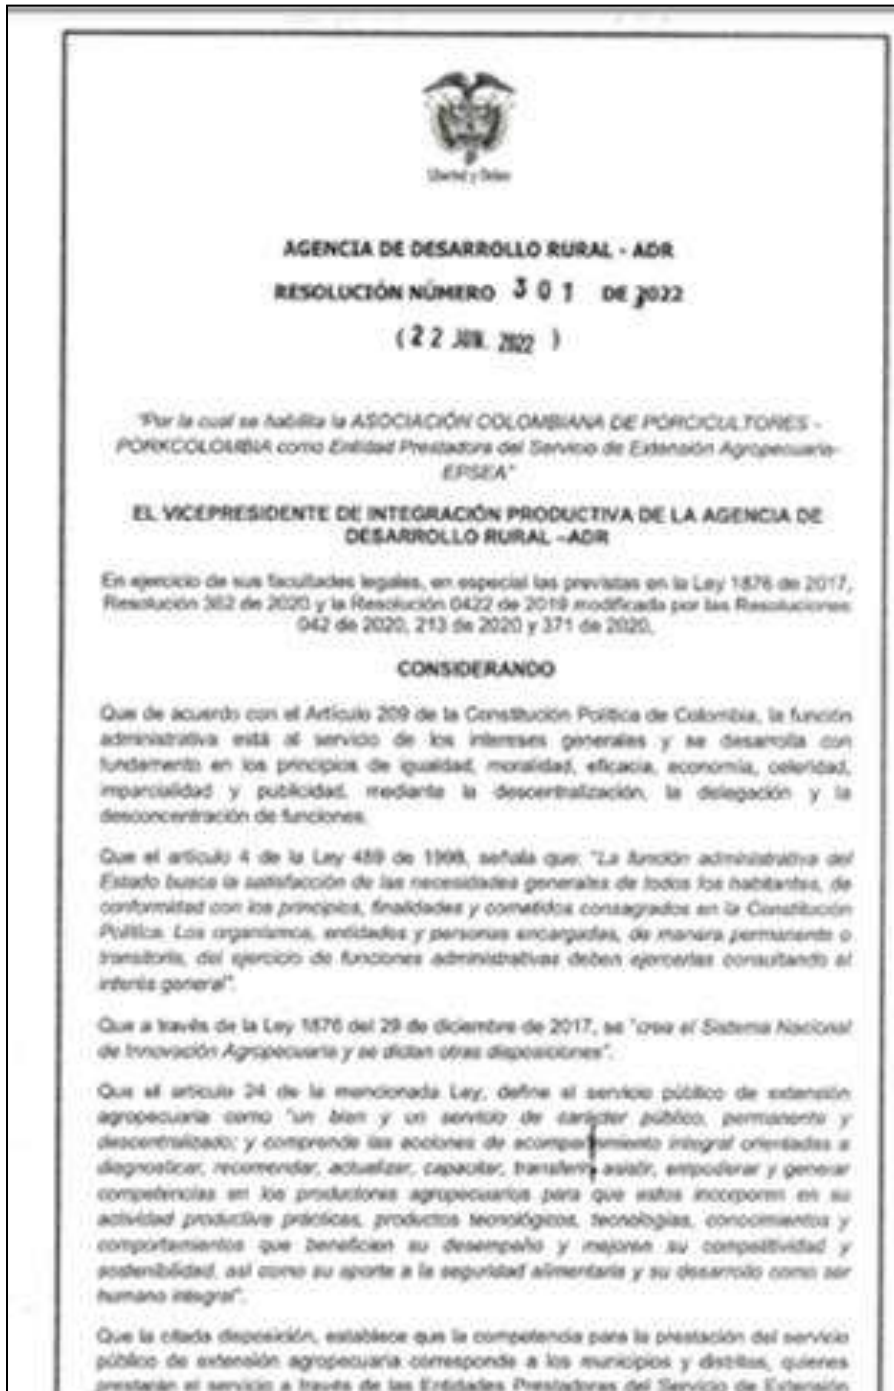 Libertad y Orden
AGENCIA DE DESARROLLO RURAL - ADR
RESOLUCIÓN NÚMERO 301 DE 2022
(22 JUN. 2022 )
"Por la cual se habilita la ASOCIACIÓN COLOMBIANA DE PORCICULTORES -
PORKCOLOMBIA como Entidad Prestadora del Servicio de Extensión Agropecuaria-
EPSEA"
EL VICEPRESIDENTE DE INTEGRACIÓN PRODUCTIVA DE LA AGENCIA DE
DESARROLLO RURAL –ADR
En ejercicio de sus facultades legales, en especial las previstas en la Ley 1876 de 2017,
Resolución 362 de 2020 y la Resolución 0422 de 2019 modificada por las Resoluciones
042 de 2020, 213 de 2020 y 371 de 2020,
CONSIDERANDO
Que de acuerdo con el Artículo 209 de la Constitución Política de Colombia, la función
administrativa está al servicio de los intereses generales y se desarrolla con
fundamento en los principios de igualdad, moralidad, eficacia, economía, celeridad,
imparcialidad y publicidad, mediante la descentralización, la delegación y la
desconcentración de funciones.
Que el artículo 4 de la Ley 489 de 1998, señala que: "La función administrativa del
Estado busca la satisfacción de las necesidades generales de todos los habitantes, de
conformidad con los principios, finalidades y cometidos consagrados en la Constitución
Política. Los organismos, entidades y personas encargadas, de manera permanente o
transitoria, del ejercicio de funciones administrativas deben ejercerlas consultando el
interés general".
Que a través de la Ley 1876 del 29 de diciembre de 2017, se "crea el Sistema Nacional
de Innovación Agropecuaria y se dictan otras disposiciones".
Que el artículo 24 de la mencionada Ley, define el servicio público de extensión
agropecuaria como "un bien y un servicio de carácter público, permanente y
descentralizado; y comprende las acciones de acompañamiento integral orientadas a
diagnosticar, recomendar, actualizar, capacitar, transferir, asistir, empoderar y generar
competencias en los productores agropecuarios para que estos incorporen en su
actividad productiva prácticas, productos tecnológicos, tecnologías, conocimientos y
comportamientos que beneficien su desempeño y mejoren su competitividad y
sostenibilidad, así como su aporte a la seguridad alimentaria y su desarrollo como ser
humano integral".
Que la citada disposición, establece que la competencia para la prestación del servicio
público de extensión agropecuaria corresponde a los municipios y distritos, quienes
prestarán el servicio a través de las Entidades Prestadoras del Servicio de Extensión